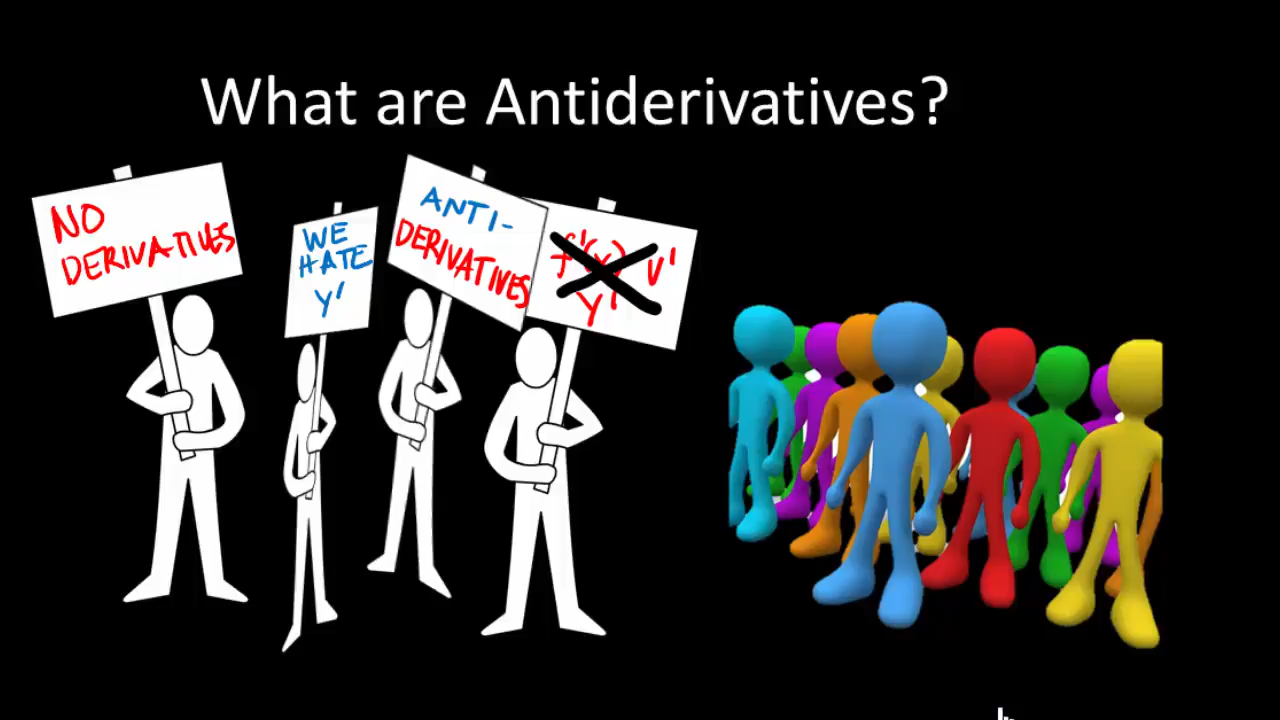 What are Antiderivatives?
NO
DERIVATIVES
WE
HATE
y'
ANTI-
DERIVATIVES
f'(x) v'
y'